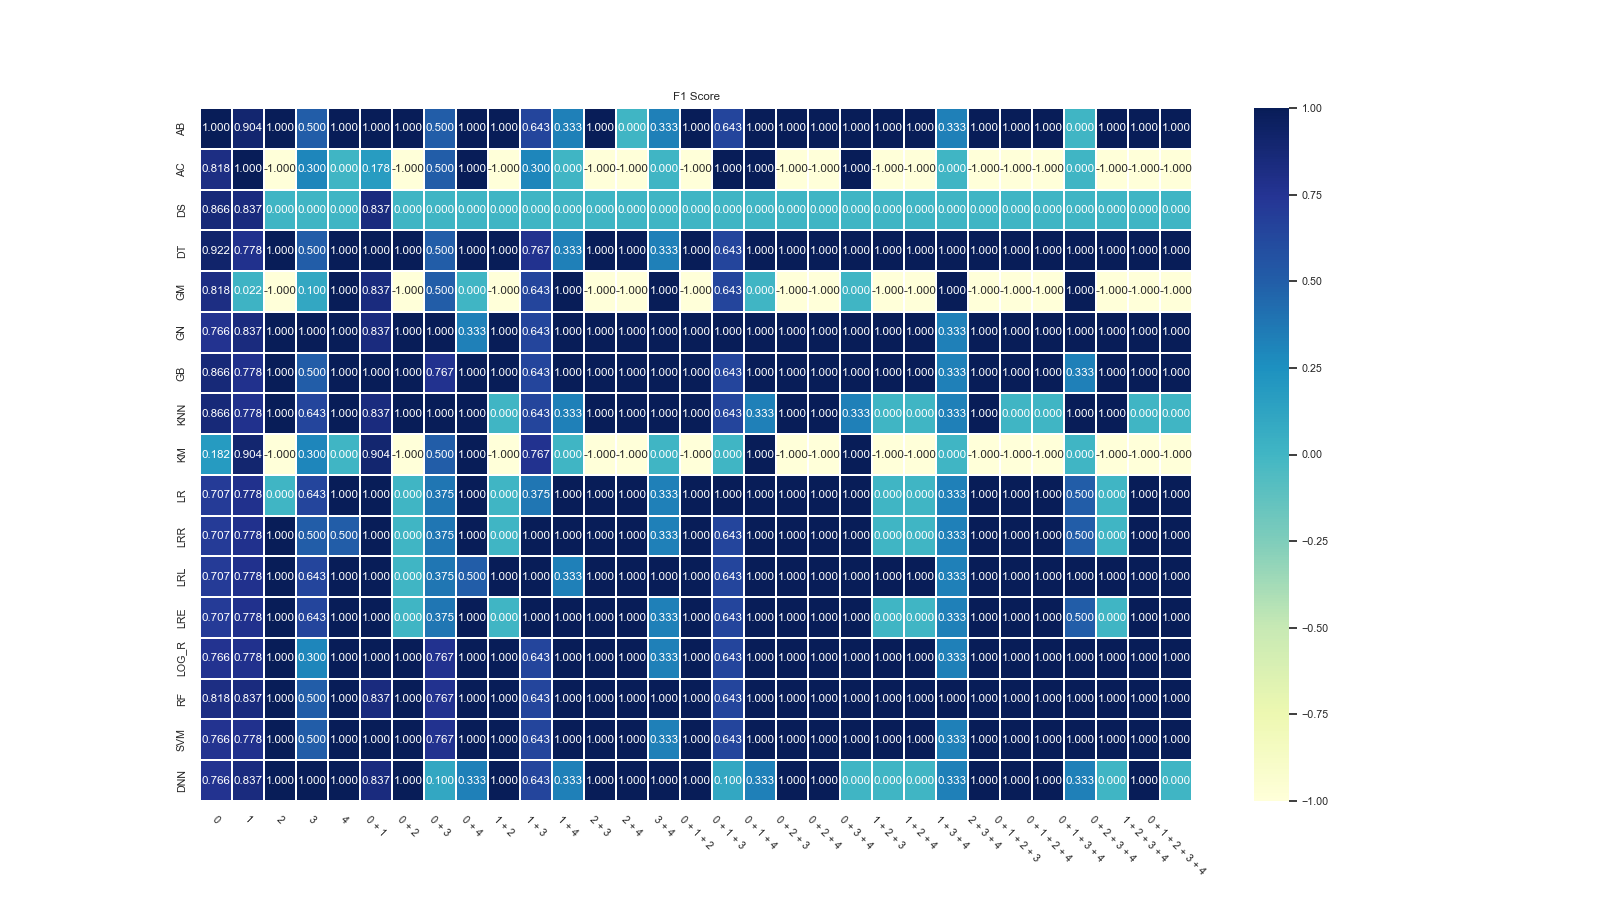 F1 Score
AB 1.000 0.904 1.000 0.500 1.000 1.000 1.000 0.500 1.000 1.000 0.643 0.333 1.000 0.000 0.333 1.000 0.643 1.000 1.000 1.000 1.000 1.000 1.000 0.333 1.000 1.000 1.000 0.000 1.000 1.000 1.000
AC 0.818 1.000 -1.000 0.300 0.000 0.178 -1.000 0.500 1.000 -1.000 0.300 0.000 -1.000 -1.000 0.000 -1.000 1.000 1.000 -1.000 -1.000 1.000 -1.000 -1.000 0.000 -1.000 -1.000 -1.000 0.000 -1.000 -1.000 -1.000
DS 0.866 0.837 0.000 0.000 0.000 0.837 0.000 0.000 0.000 0.000 0.000 0.000 0.000 0.000 0.000 0.000 0.000 0.000 0.000 0.000 0.000 0.000 0.000 0.000 0.000 0.000 0.000 0.000 0.000 0.000 0.000
DT 0.922 0.778 1.000 0.500 1.000 1.000 1.000 0.500 1.000 1.000 0.767 0.333 1.000 1.000 0.333 1.000 0.643 1.000 1.000 1.000 1.000 1.000 1.000 1.000 1.000 1.000 1.000 1.000 1.000 1.000 1.000
GM 0.818 0.022 -1.000 0.100 1.000 0.837 -1.000 0.500 0.000 -1.000 0.643 1.000 -1.000 -1.000 1.000 -1.000 0.643 0.000 -1.000 -1.000 0.000 -1.000 -1.000 1.000 -1.000 -1.000 -1.000 1.000 -1.000 -1.000 -1.000
GN 0.766 0.837 1.000 1.000 1.000 0.837 1.000 1.000 0.333 1.000 0.643 1.000 1.000 1.000 1.000 1.000 1.000 1.000 1.000 1.000 1.000 1.000 1.000 0.333 1.000 1.000 1.000 1.000 1.000 1.000 1.000
GB 0.866 0.778 1.000 0.500 1.000 1.000 1.000 0.767 1.000 1.000 0.643 1.000 1.000 1.000 1.000 1.000 0.643 1.000 1.000 1.000 1.000 1.000 1.000 0.333 1.000 1.000 1.000 0.333 1.000 1.000 1.000
KNN 0.866 0.778 1.000 0.643 1.000 0.837 1.000 1.000 1.000 0.000 0.643 0.333 1.000 1.000 1.000 1.000 0.643 0.333 1.000 1.000 0.333 0.000 0.000 0.333 1.000 0.000 0.000 1.000 1.000 0.000 0.000
KM 0.182 0.904 -1.000 0.300 0.000 0.904 -1.000 0.500 1.000 -1.000 0.767 0.000 -1.000 -1.000 0.000 -1.000 0.000 1.000 -1.000 -1.000 1.000 -1.000 -1.000 0.000 -1.000 -1.000 -1.000 0.000 -1.000 -1.000 -1.000
LR 0.707 0.778 0.000 0.643 1.000 1.000 0.000 0.375 1.000 0.000 0.375 1.000 1.000 1.000 0.333 1.000 1.000 1.000 1.000 1.000 1.000 0.000 0.000 0.333 1.000 1.000 1.000 0.500 0.000 1.000 1.000
LRR 0.707 0.778 1.000 0.500 0.500 1.000 0.000 0.375 1.000 0.000 1.000 1.000 1.000 1.000 0.333 1.000 0.643 1.000 1.000 1.000 1.000 0.000 0.000 0.333 1.000 1.000 1.000 0.500 0.000 1.000 1.000
LRL 0.707 0.778 1.000 0.643 1.000 1.000 0.000 0.375 0.500 1.000 1.000 0.333 1.000 1.000 1.000 1.000 0.643 1.000 1.000 1.000 1.000 1.000 1.000 0.333 1.000 1.000 1.000 1.000 1.000 1.000 1.000
LRE 0.707 0.778 1.000 0.643 1.000 1.000 0.000 0.375 1.000 0.000 1.000 1.000 1.000 1.000 0.333 1.000 0.643 1.000 1.000 1.000 1.000 0.000 0.000 0.333 1.000 1.000 1.000 0.500 0.000 1.000 1.000
LOG_R 0.766 0.778 1.000 0.300 1.000 1.000 1.000 0.767 1.000 1.000 0.643 1.000 1.000 1.000 0.333 1.000 0.643 1.000 1.000 1.000 1.000 1.000 1.000 0.333 1.000 1.000 1.000 1.000 1.000 1.000 1.000
RF 0.818 0.837 1.000 0.500 1.000 0.837 1.000 0.767 1.000 1.000 0.643 1.000 1.000 1.000 1.000 1.000 0.643 1.000 1.000 1.000 1.000 1.000 1.000 1.000 1.000 1.000 1.000 1.000 1.000 1.000 1.000
SVM 0.766 0.778 1.000 0.500 1.000 1.000 1.000 0.767 1.000 1.000 0.643 1.000 1.000 1.000 0.333 1.000 0.643 1.000 1.000 1.000 1.000 1.000 1.000 0.333 1.000 1.000 1.000 1.000 1.000 1.000 1.000
DNN 0.766 0.837 1.000 1.000 1.000 0.837 1.000 0.100 0.333 1.000 0.643 0.333 1.000 1.000 1.000 1.000 0.100 0.333 1.000 1.000 0.000 0.000 0.000 0.333 1.000 1.000 1.000 0.333 0.000 1.000 0.000
0
1
2
3
4
0 + 1
0 + 2
0 + 3
0 + 4
1 + 2
1 + 3
1 + 4
2 + 3
2 + 4
3 + 4
0 + 1 + 2
0 + 1 + 3
0 + 1 + 4
0 + 2 + 3
0 + 2 + 4
0 + 3 + 4
1 + 2 + 3
1 + 2 + 4
1 + 3 + 4
2 + 3 + 4
0 + 1 + 2 + 3
0 + 1 + 2 + 4
0 + 1 + 3 + 4
0 + 2 + 3 + 4
1 + 2 + 3 + 4
0 + 1 + 2 + 3 + 4
1.00
0.75
0.50
0.25
0.00
−0.25
−0.50
−0.75
−1.00